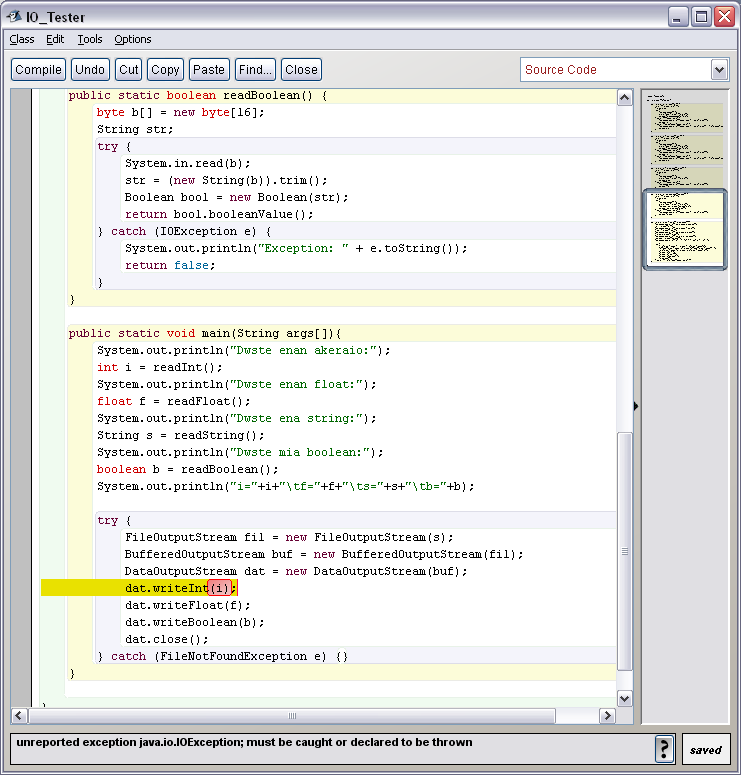 IO_Tester
Class Edit Tools Options
Compile Undo Cut Copy Paste Find... Close Source Code
public static boolean readBoolean() {
byte b[] = new byte[16];
String str;
try {
System.in.read(b);
str = (new String(b)).trim();
Boolean bool = new Boolean(str);
return bool.booleanValue();
} catch (IOException e) {
System.out.println("Exception: " + e.toString());
return false;
}
}
public static void main(String args[]){
System.out.println("Dwste enan akeraio:");
int i = readInt();
System.out.println("Dwste enan float:");
float f = readFloat();
System.out.println("Dwste ena string:");
String s = readString();
System.out.println("Dwste mia boolean:");
boolean b = readBoolean();
System.out.println("i="+i+"\tf="+f+"\ts="+s+"\tb="+b);
try {
FileOutputStream fil = new FileOutputStream(s);
BufferedOutputStream buf = new BufferedOutputStream(fil);
DataOutputStream dat = new DataOutputStream(buf);
dat.writeInt(i);
dat.writeFloat(f);
dat.writeBoolean(b);
dat.close();
} catch (FileNotFoundException e) {}
}
unreported exception java.io.IOException; must be caught or declared to be thrown
? saved